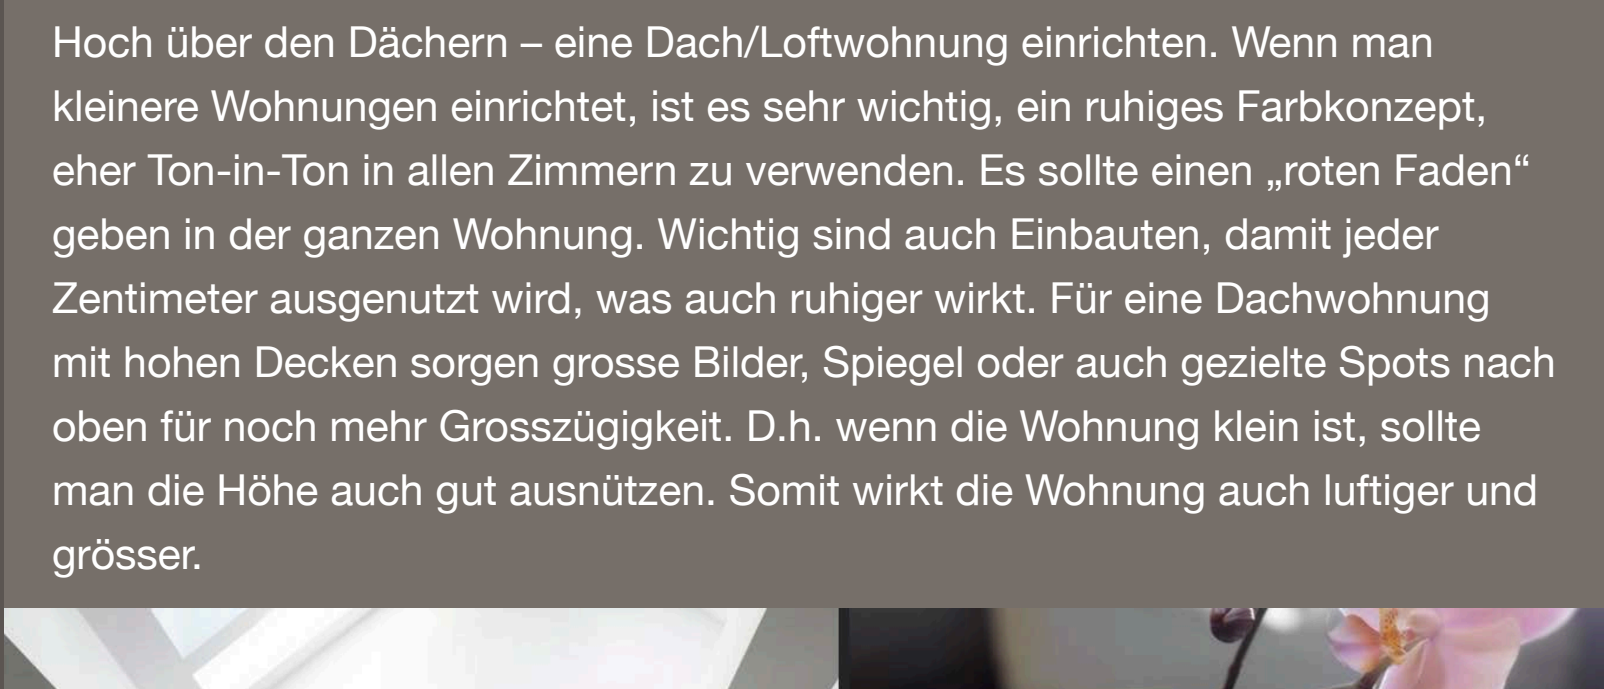 Hoch über den Dächern – eine Dach/Loftwohnung einrichten. Wenn man
kleinere Wohnungen einrichtet, ist es sehr wichtig, ein ruhiges Farbkonzept,
eher Ton-in-Ton in allen Zimmern zu verwenden. Es sollte einen „roten Faden“
geben in der ganzen Wohnung. Wichtig sind auch Einbauten, damit jeder
Zentimeter ausgenutzt wird, was auch ruhiger wirkt. Für eine Dachwohnung
mit hohen Decken sorgen grosse Bilder, Spiegel oder auch gezielte Spots nach
oben für noch mehr Grosszügigkeit. D.h. wenn die Wohnung klein ist, sollte
man die Höhe auch gut ausnützen. Somit wirkt die Wohnung auch luftiger und
grösser.